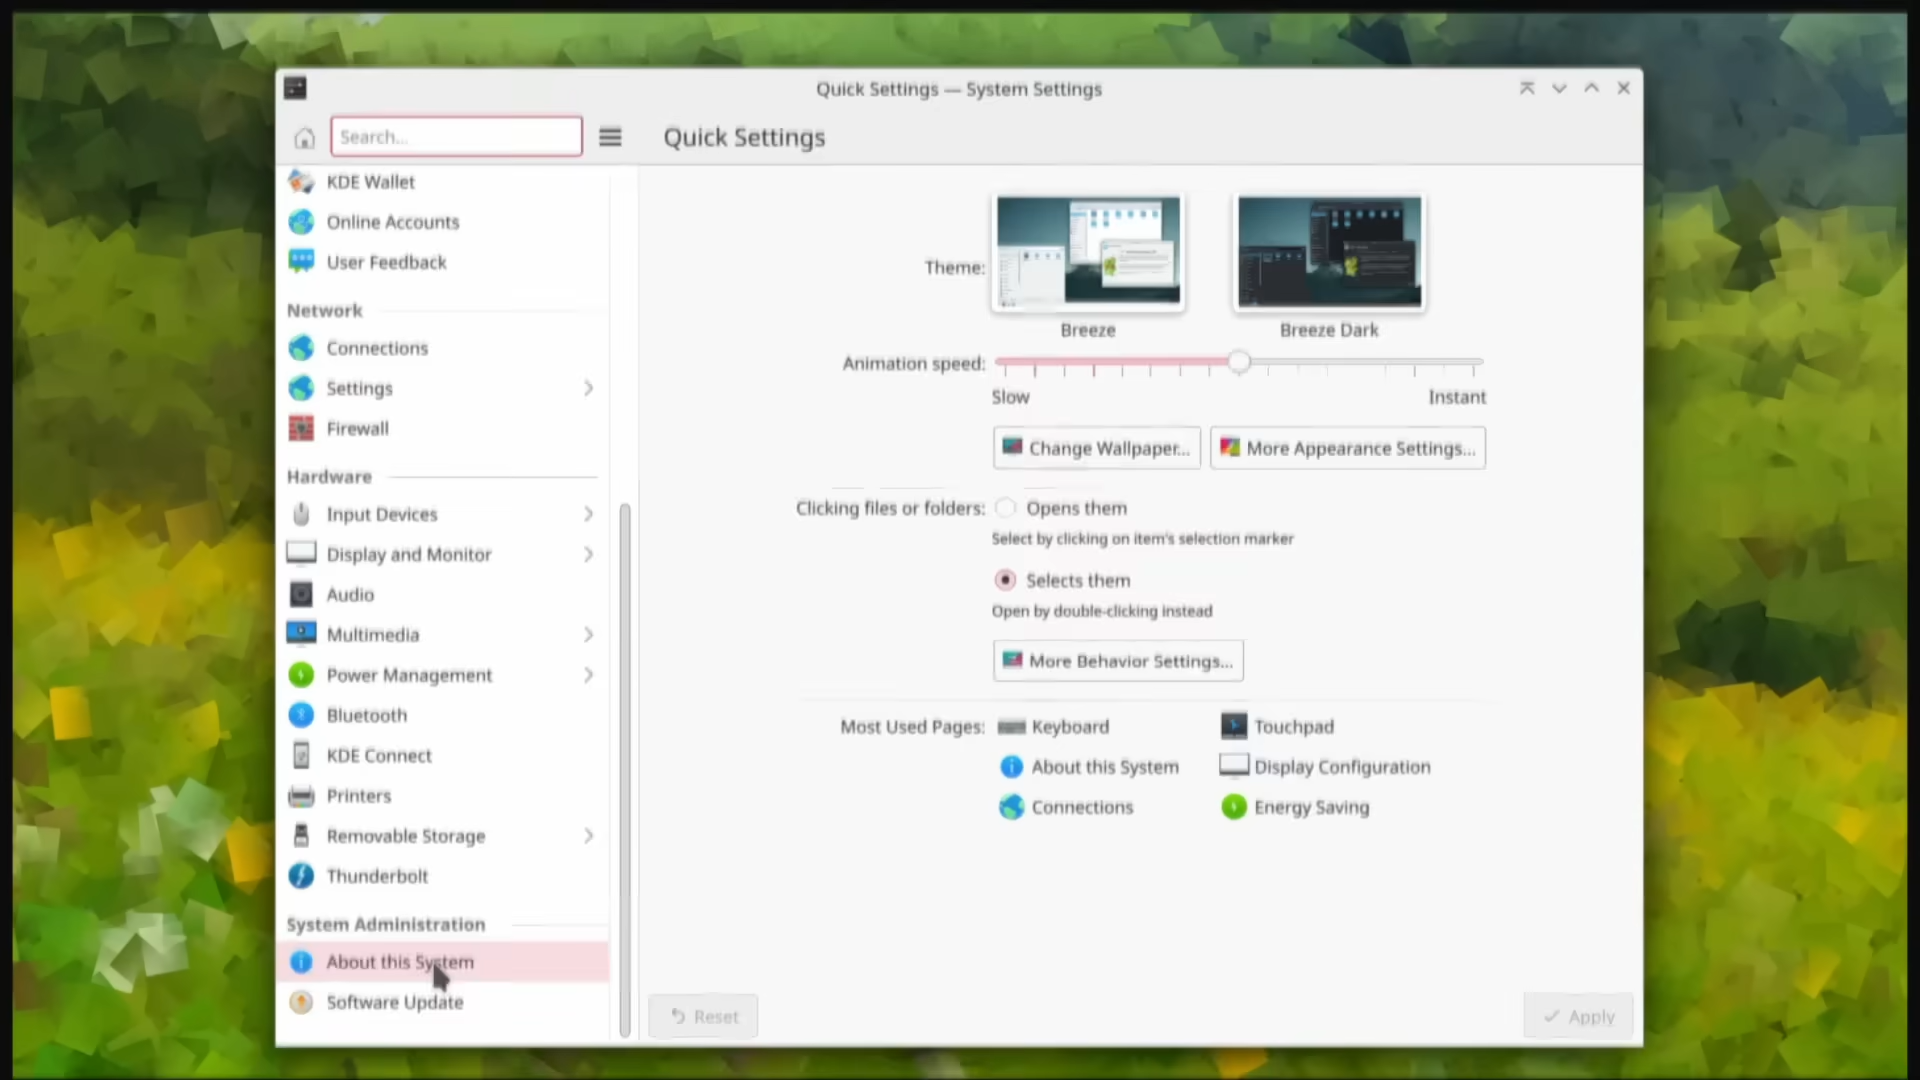 Quick Settings — System Settings
Search...
Quick Settings
KDE Wallet
Online Accounts
User Feedback
Network
Connections
Settings
Firewall
Hardware
Input Devices
Display and Monitor
Audio
Multimedia
Power Management
Bluetooth
KDE Connect
Printers
Removable Storage
Thunderbolt
System Administration
About this System
Software Update
Theme:
Breeze
Breeze Dark
Animation speed:
Slow
Instant
Change Wallpaper...
More Appearance Settings...
Clicking files or folders:
Opens them
Select by clicking on item's selection marker
Selects them
Open by double-clicking instead
More Behavior Settings...
Most Used Pages:
Keyboard
Touchpad
About this System
Display Configuration
Connections
Energy Saving
Reset
Apply